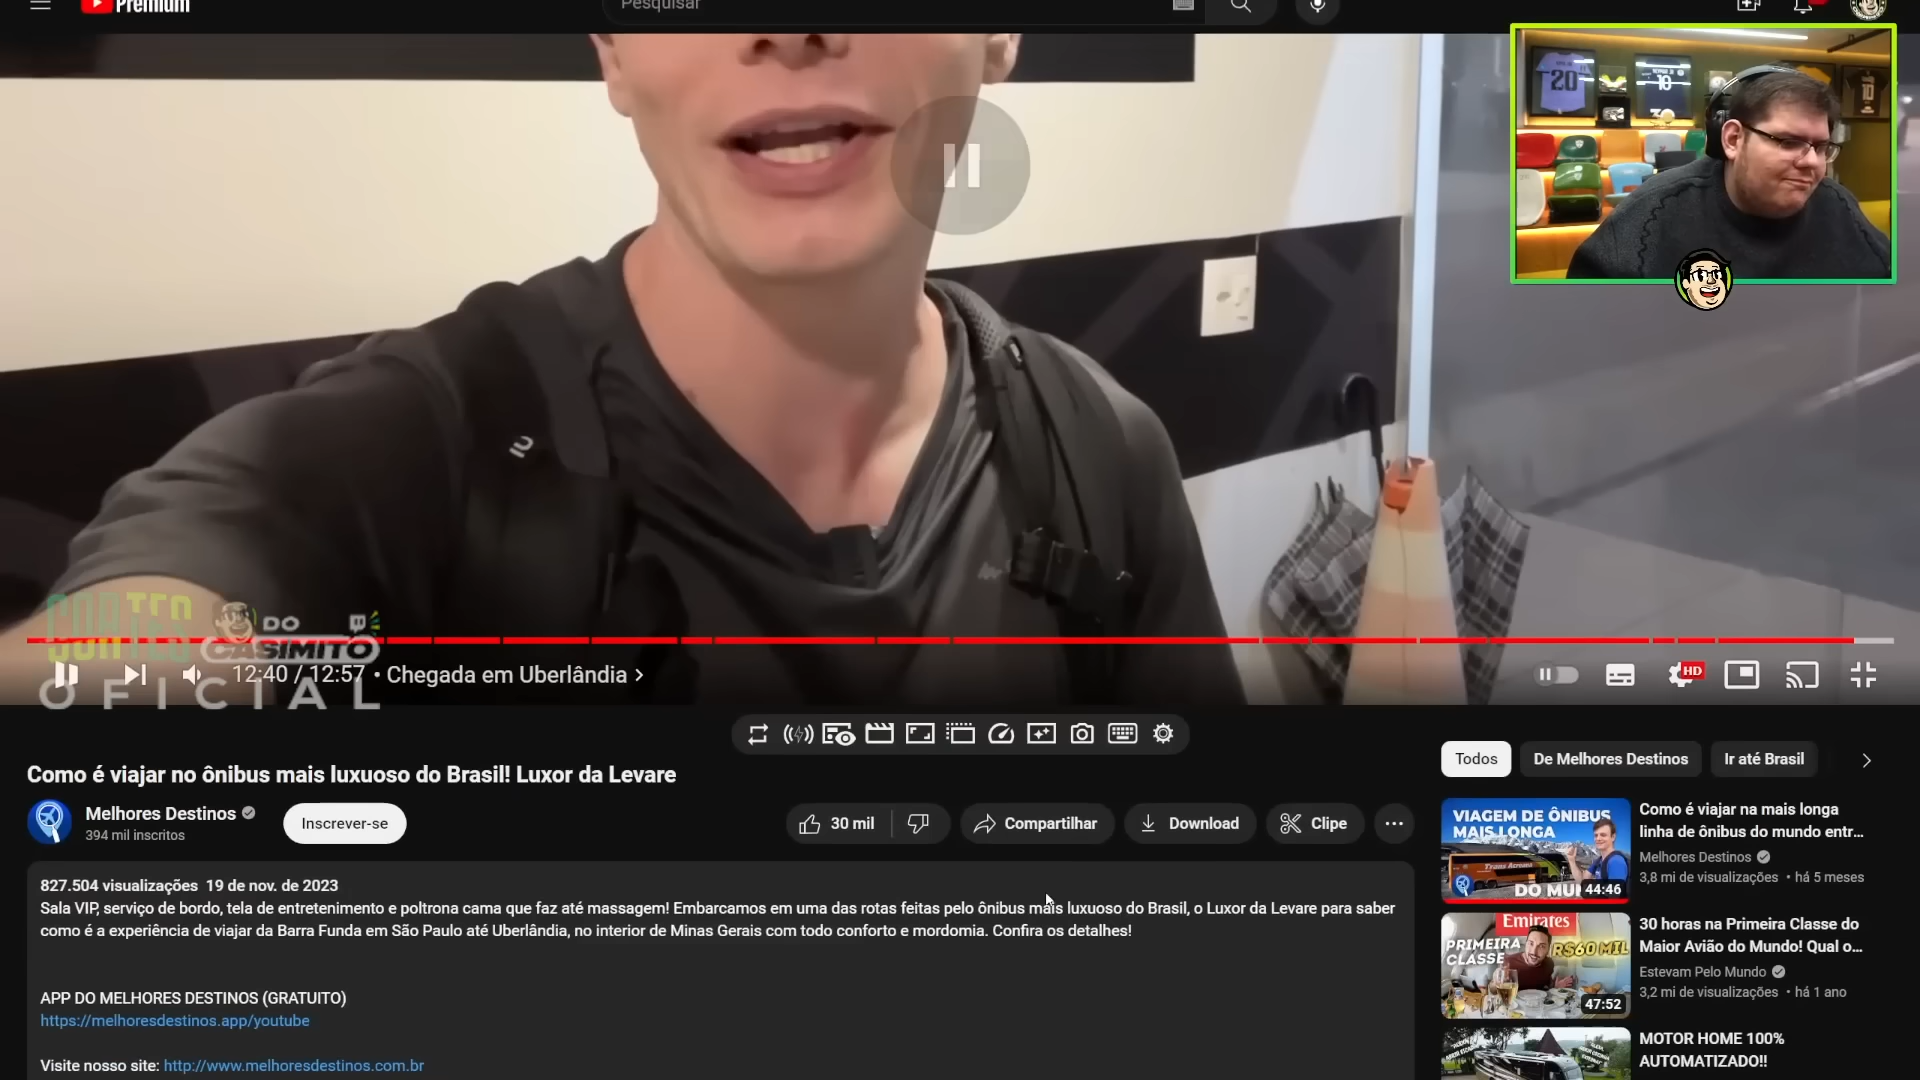 Premium
Pesquisar
20
10
10
CORTES
DO
CASIMITO
OFICIAL
12:40 / 12:57 • Chegada em Uberlândia
HD
Como é viajar no ônibus mais luxuoso do Brasil! Luxor da Levare
Melhores Destinos
394 mil inscritos
Inscrever-se
30 mil
Compartilhar
Download
Clipe
827.504 visualizações 19 de nov. de 2023
Sala VIP, serviço de bordo, tela de entretenimento e poltrona cama que faz até massagem! Embarcamos em uma das rotas feitas pelo ônibus mais luxuoso do Brasil, o Luxor da Levare para saber
como é a experiência de viajar da Barra Funda em São Paulo até Uberlândia, no interior de Minas Gerais com todo conforto e mordomia. Confira os detalhes!
APP DO MELHORES DESTINOS (GRATUITO)
https://melhoresdestinos.app/youtube
Visite nosso site: http://www.melhoresdestinos.com.br
Todos
De Melhores Destinos
Ir até Brasil
VIAGEM DE ÔNIBUS
MAIS LONGA
DO MU
44:46
Como é viajar na mais longa
linha de ônibus do mundo entr...
Melhores Destinos
3,8 mi de visualizações • há 5 meses
Emirates
PRIMEIRA
CLASSE
R$60 MIL
47:52
30 horas na Primeira Classe do
Maior Avião do Mundo! Qual o...
Estevam Pelo Mundo
3,2 mi de visualizações • há 1 ano
MOTOR HOME 100%
AUTOMATIZADO!!